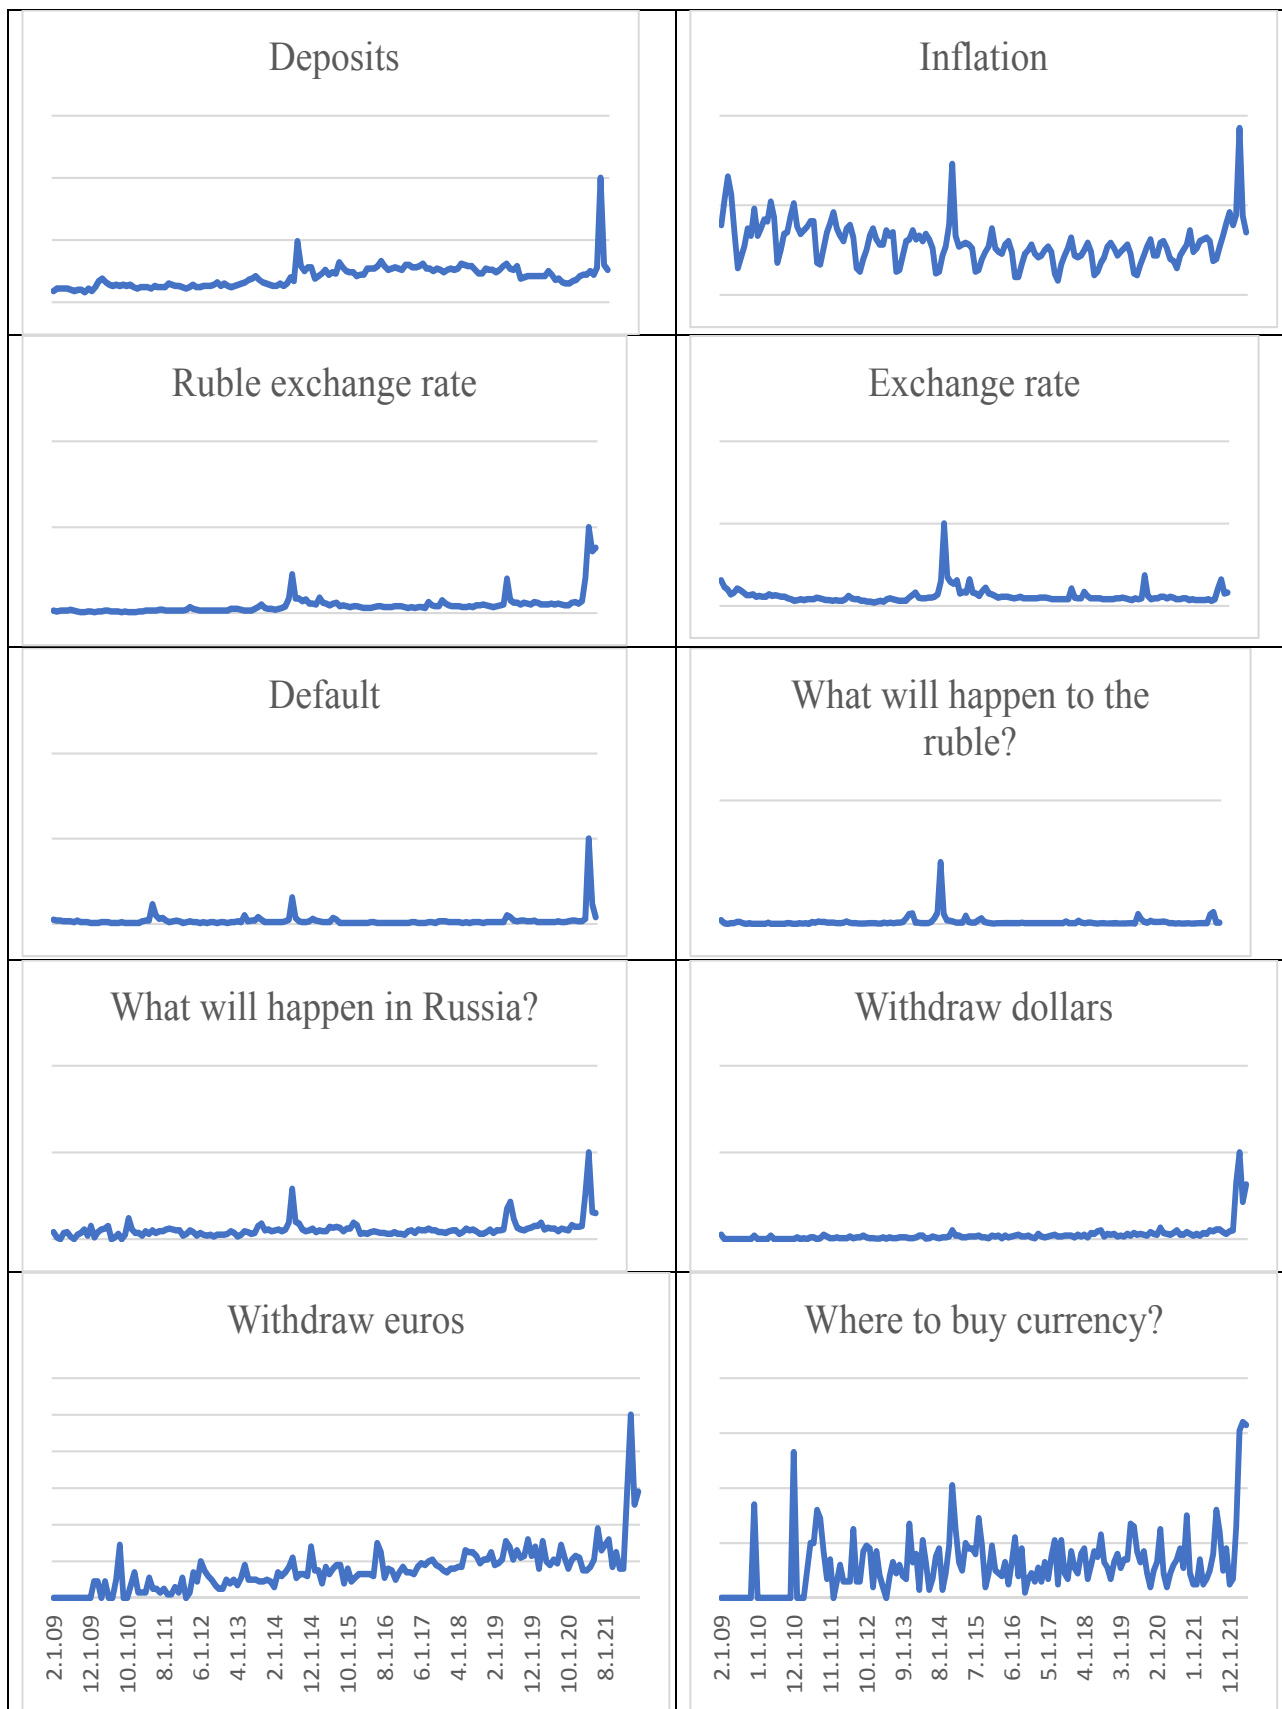 Deposits
Inflation
Ruble exchange rate
Exchange rate
Default
What will happen to the
ruble?
What will happen in Russia?
Withdraw dollars
Withdraw euros
2.1.09
12.1.09
10.1.10
8.1.11
6.1.12
4.1.13
2.1.14
12.1.14
10.1.15
8.1.16
6.1.17
4.1.18
2.1.19
12.1.19
10.1.20
8.1.21
Where to buy currency?
2.1.09
1.1.10
12.1.10
11.1.11
10.1.12
9.1.13
8.1.14
7.1.15
6.1.16
5.1.17
4.1.18
3.1.19
2.1.20
1.1.21
12.1.21